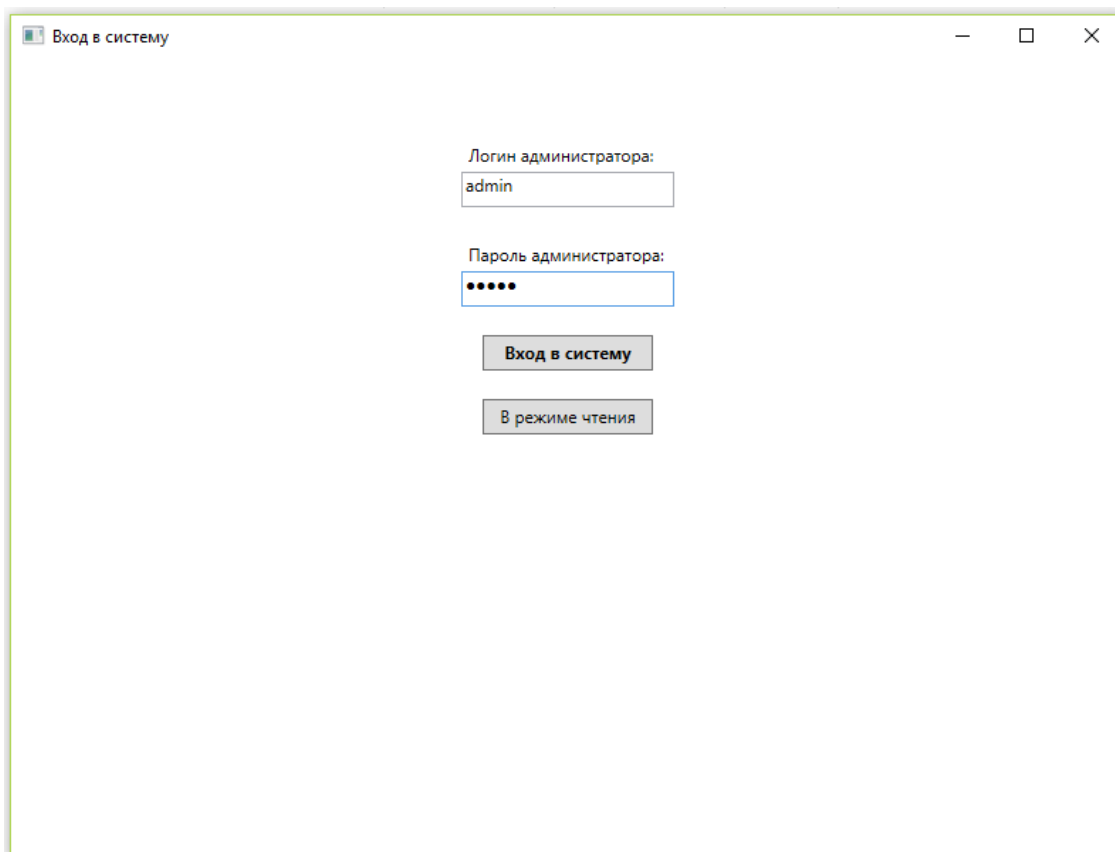 Вход в систему
Логин администратора:
admin
Пароль администратора:
•••••
Вход в систему
В режиме чтения